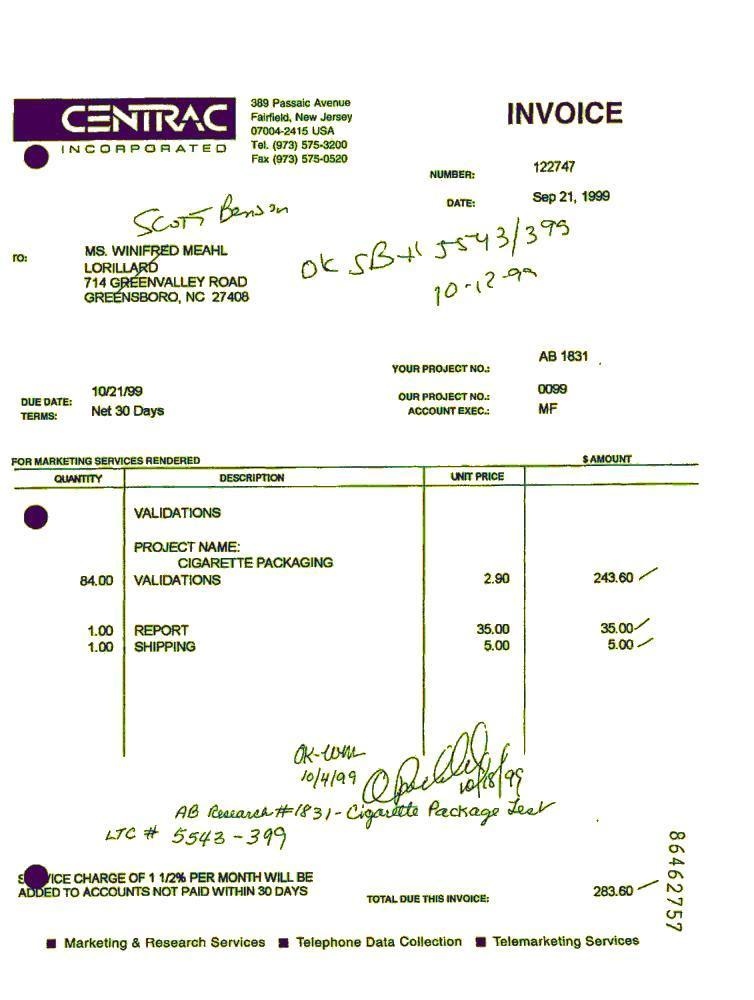 CENTRAC
INCORPORATED
389 Passaic Avenue
Fairfield, New Jersey
07004-2415 USA
Tel. (973) 575-3200
Fax (973) 575-0520
INVOICE
NUMBER: 122747
DATE: Sep 21, 1999
Scott Benson
TO: MS. WINIFRED MEAHL
LORILLARD
714 GREENVALLEY ROAD
GREENSBORO, NC 27408
OK SB 5543/399
10-12-99
YOUR PROJECT NO.: AB 1831
DUE DATE: 10/21/99
TERMS: Net 30 Days
OUR PROJECT NO.: 0099
ACCOUNT EXEC.: MF
FOR MARKETING SERVICES RENDERED $ AMOUNT
QUANTITY DESCRIPTION UNIT PRICE
VALIDATIONS
PROJECT NAME:
CIGARETTE PACKAGING
84.00 VALIDATIONS 2.90 243.60
1.00 REPORT 35.00 35.00
1.00 SHIPPING 5.00 5.00
OK-WM
10/4/99
10/18/99
AB Research #1831 - Cigarette Package Test
LTC # 5543-399
VICE CHARGE OF 1 1/2% PER MONTH WILL BE
ADDED TO ACCOUNTS NOT PAID WITHIN 30 DAYS
TOTAL DUE THIS INVOICE: 283.60
86462757
Marketing & Research Services Telephone Data Collection Telemarketing Services